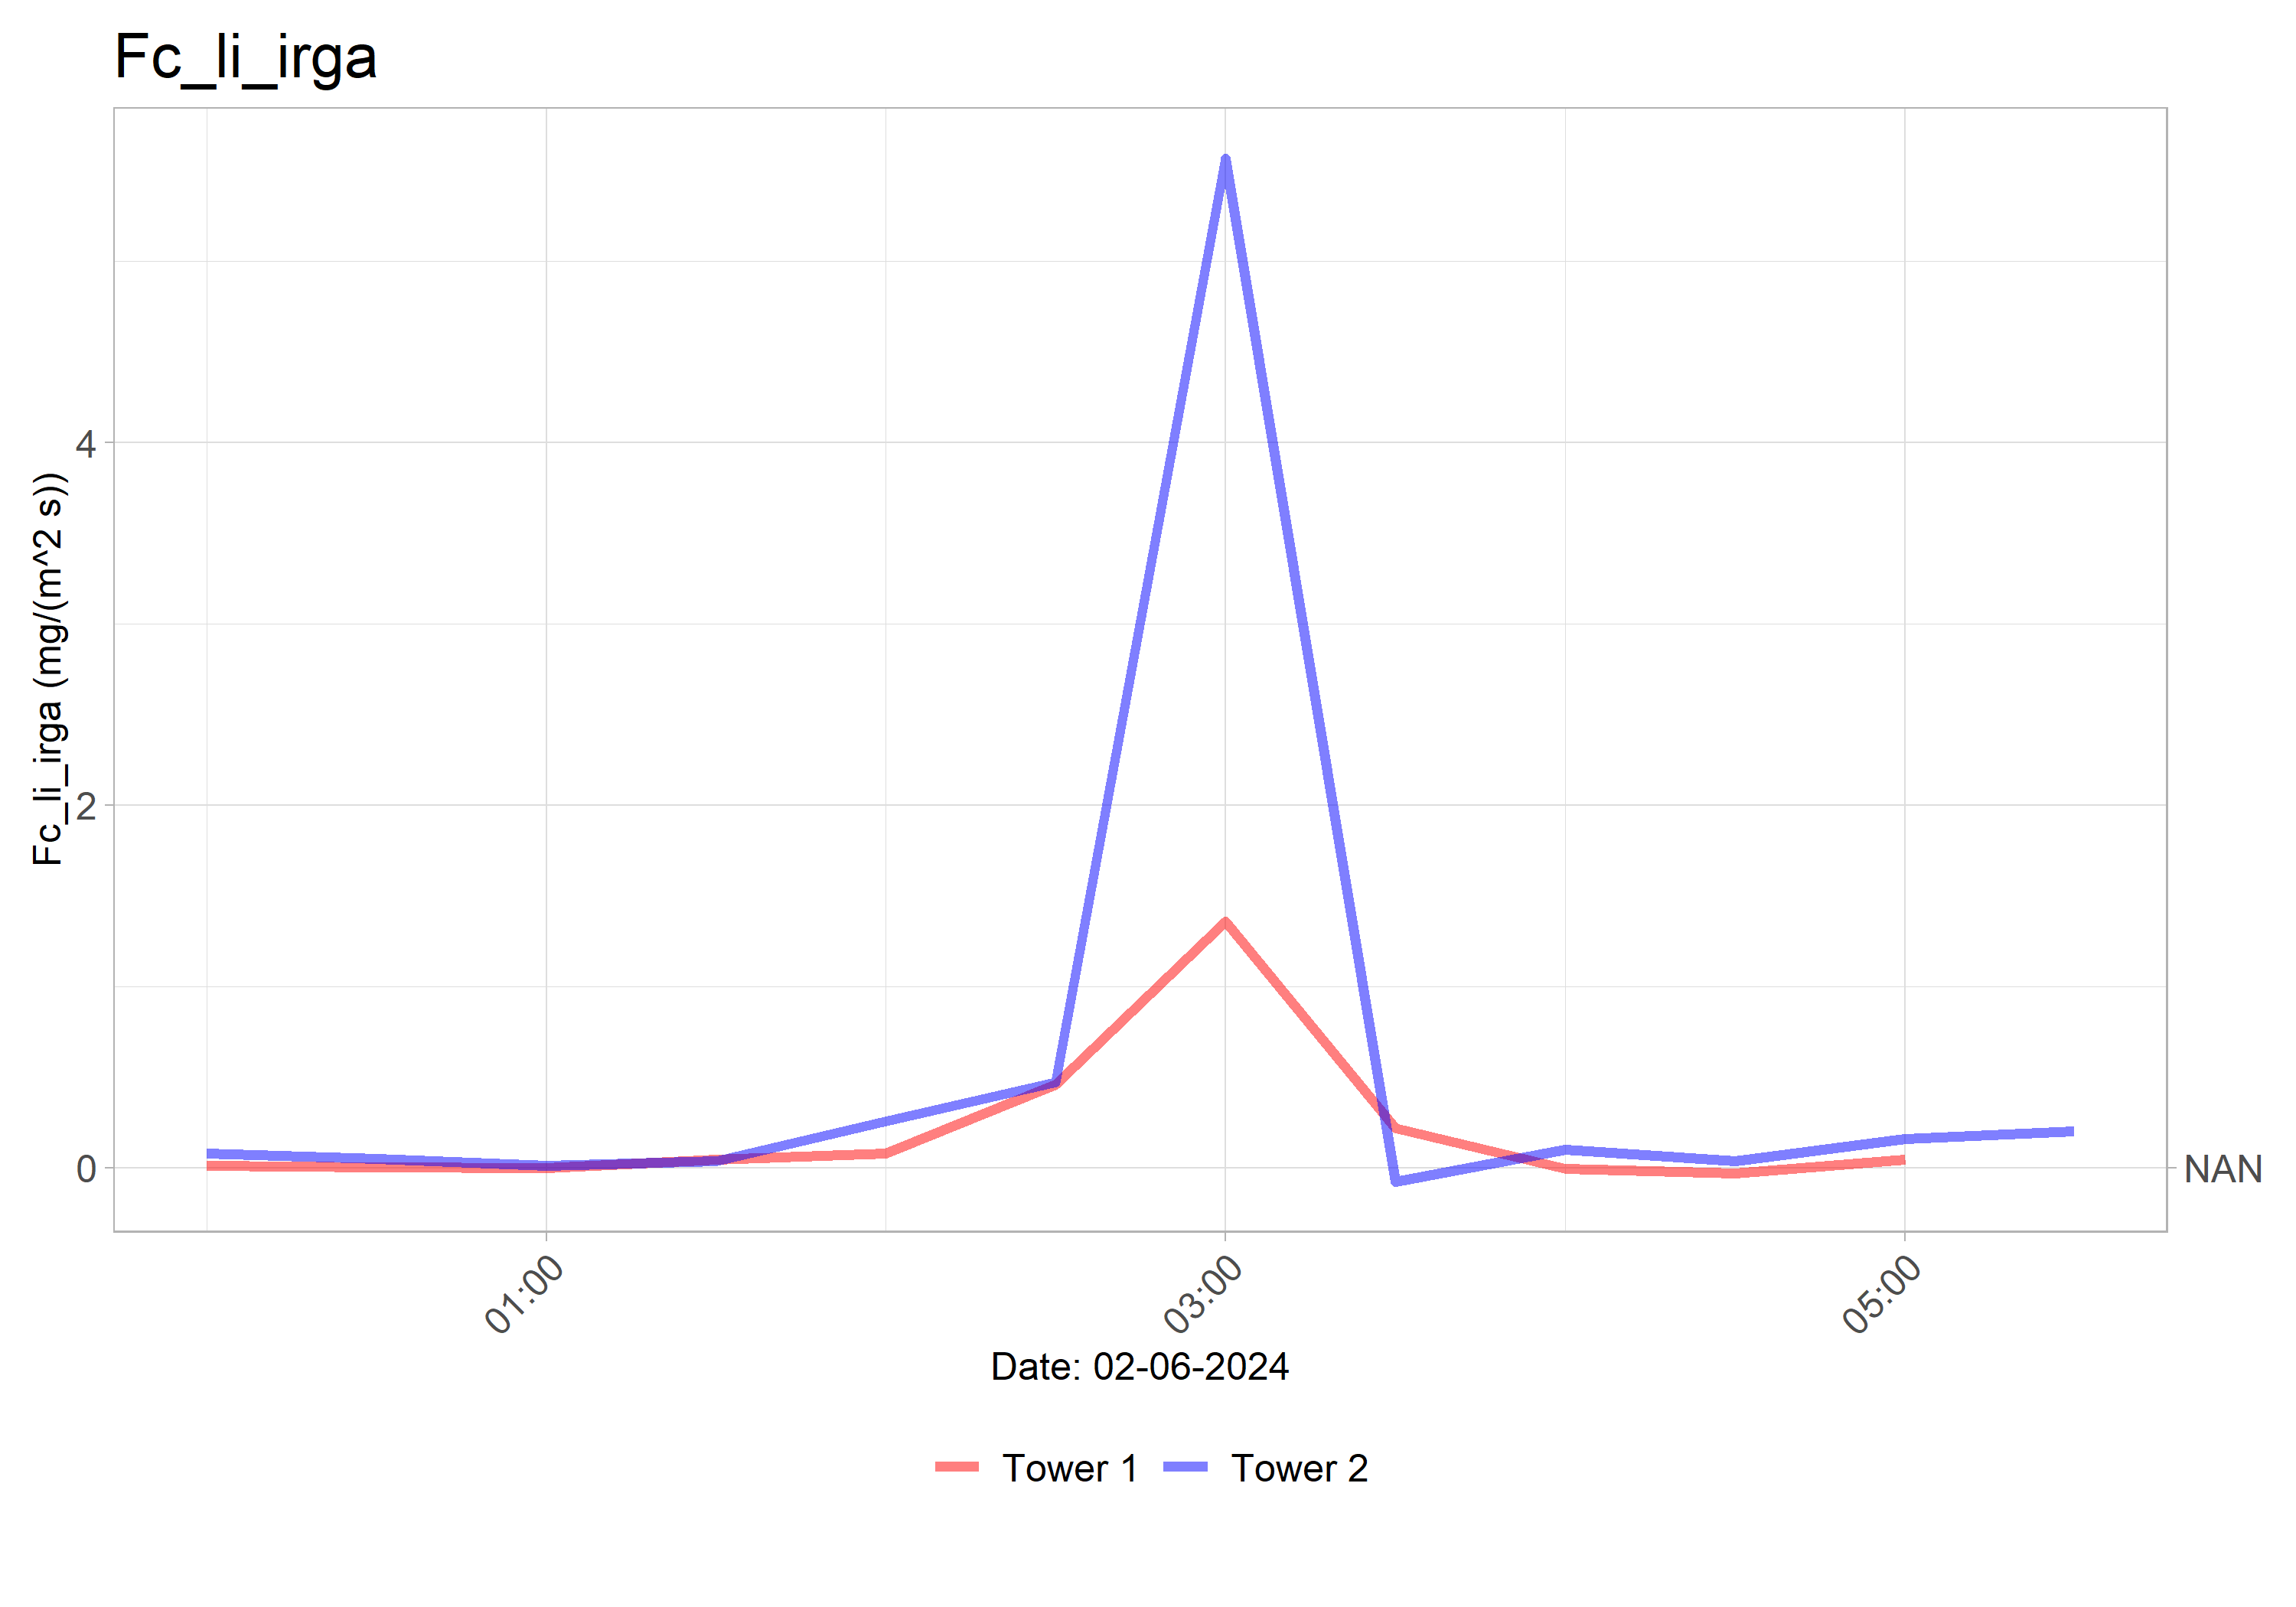 Fc_li_irga
Fc_li_irga (mg/(m^2 s))
4
2
0
NAN
01:00
03:00
05:00
Date: 02-06-2024
Tower 1
Tower 2